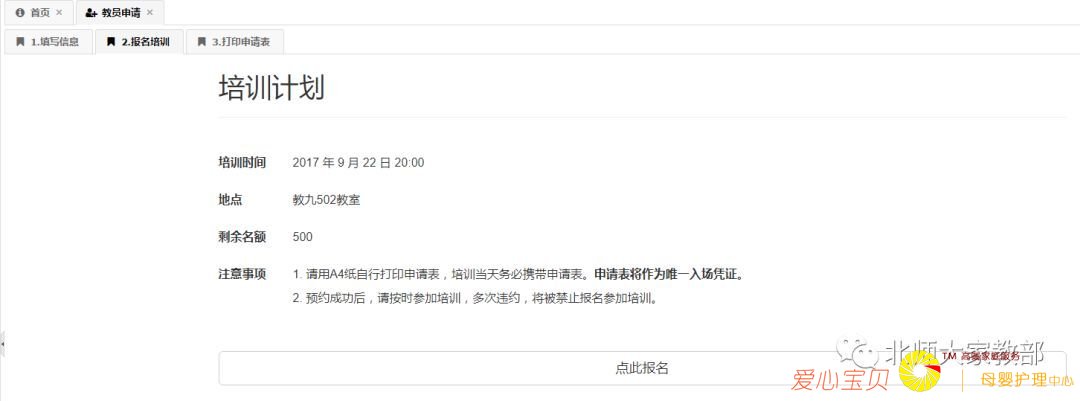 首页 × 教员申请 ×
1.填写信息 2.报名培训 3.打印申请表
培训计划
培训时间 2017 年 9 月 22 日 20:00
地点 教九502教室
剩余名额 500
注意事项 1. 请用A4纸自行打印申请表，培训当天务必携带申请表。申请表将作为唯一入场凭证。
2. 预约成功后，请按时参加培训，多次违约，将被禁止报名参加培训。
点此报名
北师大家教部
爱心宝贝 TM 高端家庭服务
母婴护理中心